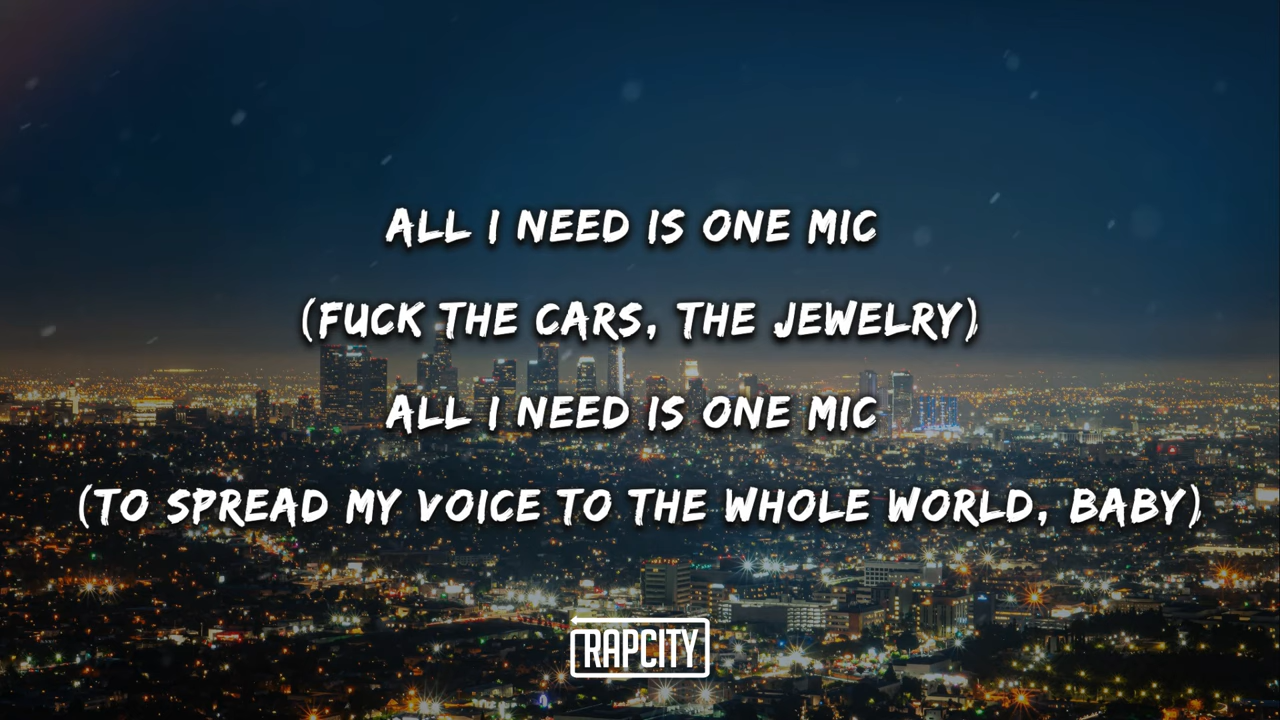 ALL I NEED IS ONE MIC
(FUCK THE CARS, THE JEWELRY)
ALL I NEED IS ONE MIC
(TO SPREAD MY VOICE TO THE WHOLE WORLD, BABY)
RAPCITY